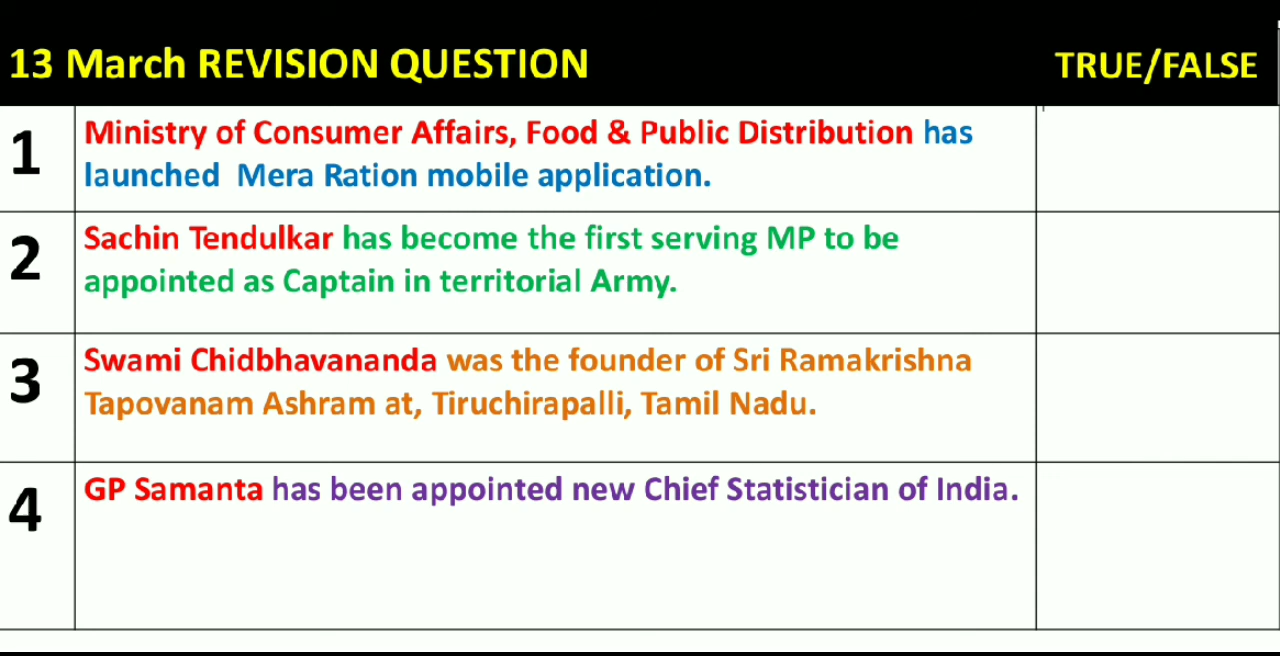 13 March REVISION QUESTION TRUE/FALSE
1 Ministry of Consumer Affairs, Food & Public Distribution has
launched Mera Ration mobile application.
2 Sachin Tendulkar has become the first serving MP to be
appointed as Captain in territorial Army.
3 Swami Chidbhavananda was the founder of Sri Ramakrishna
Tapovanam Ashram at, Tiruchirapalli, Tamil Nadu.
4 GP Samanta has been appointed new Chief Statistician of India.